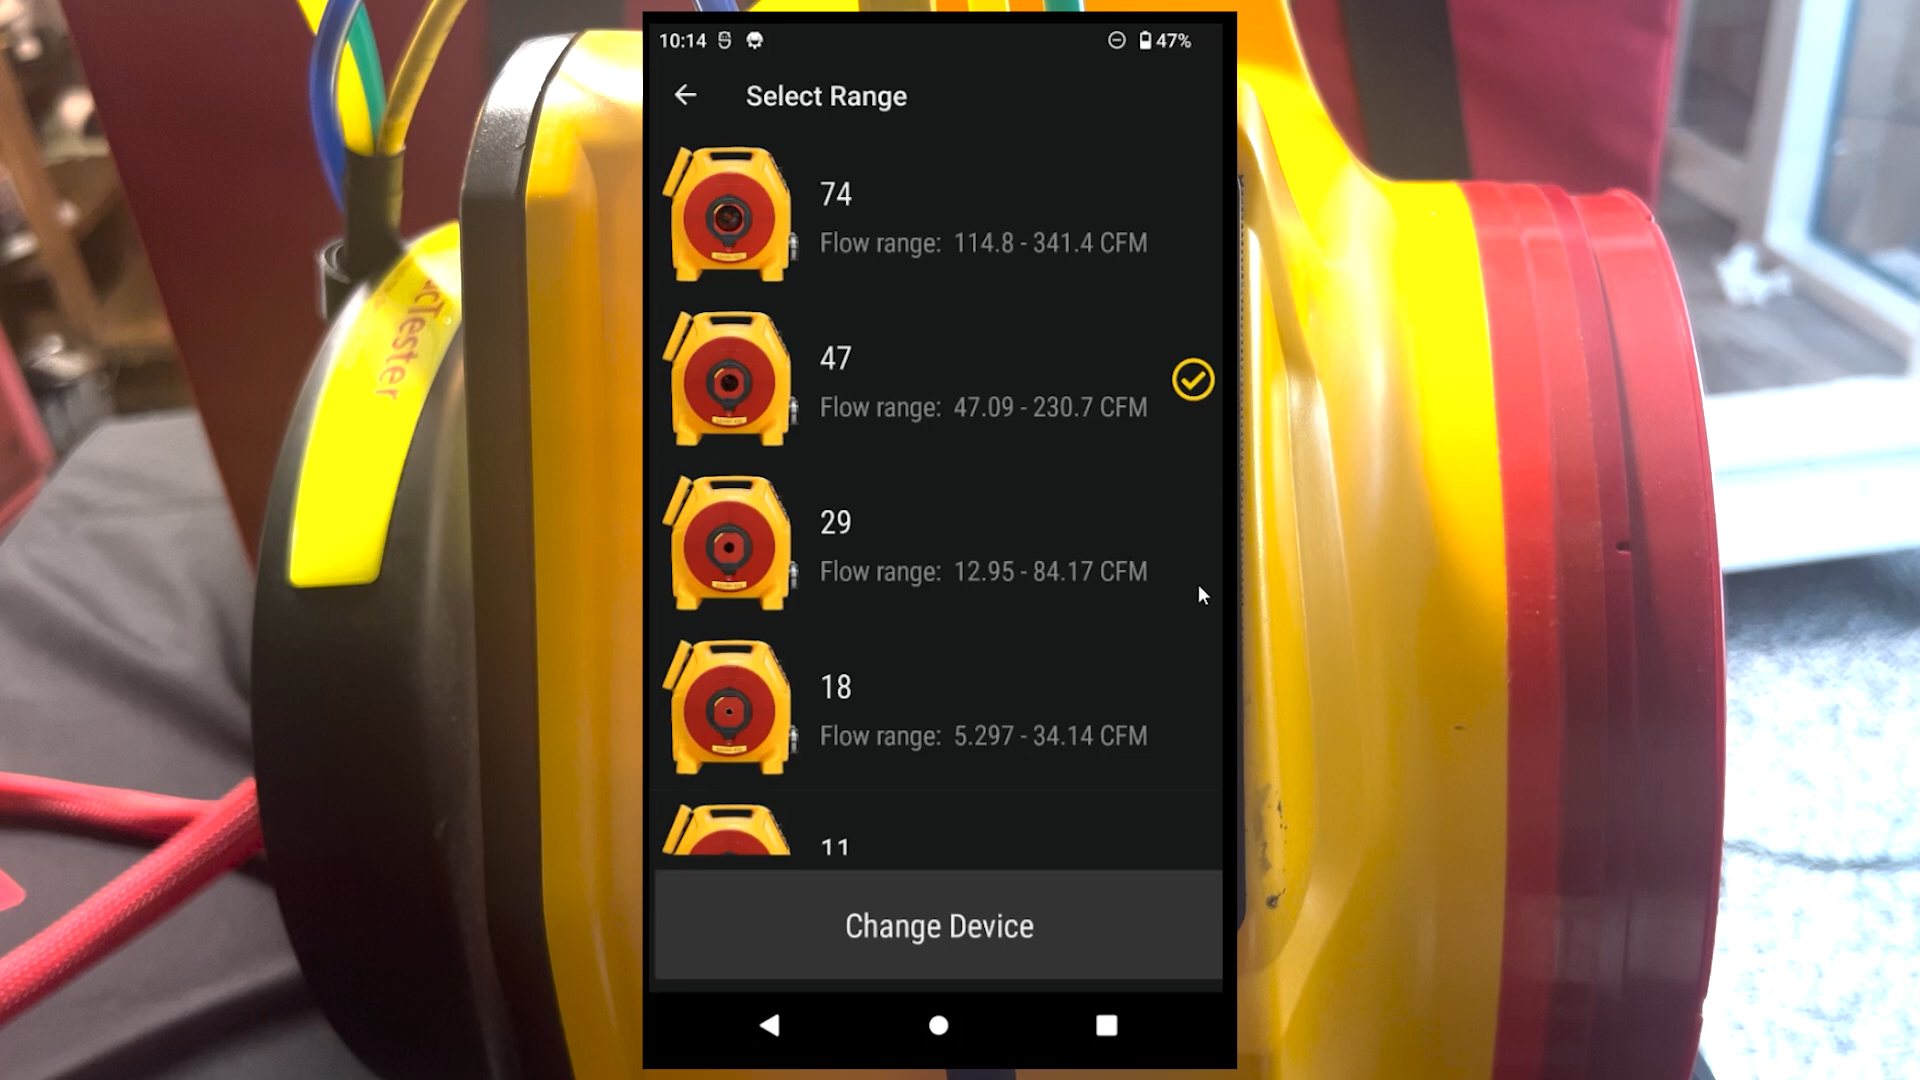 10:14
47%
Select Range
74
Flow range: 114.8 - 341.4 CFM
47
Flow range: 47.09 - 230.7 CFM
29
Flow range: 12.95 - 84.17 CFM
18
Flow range: 5.297 - 34.14 CFM
11
Change Device
cTester